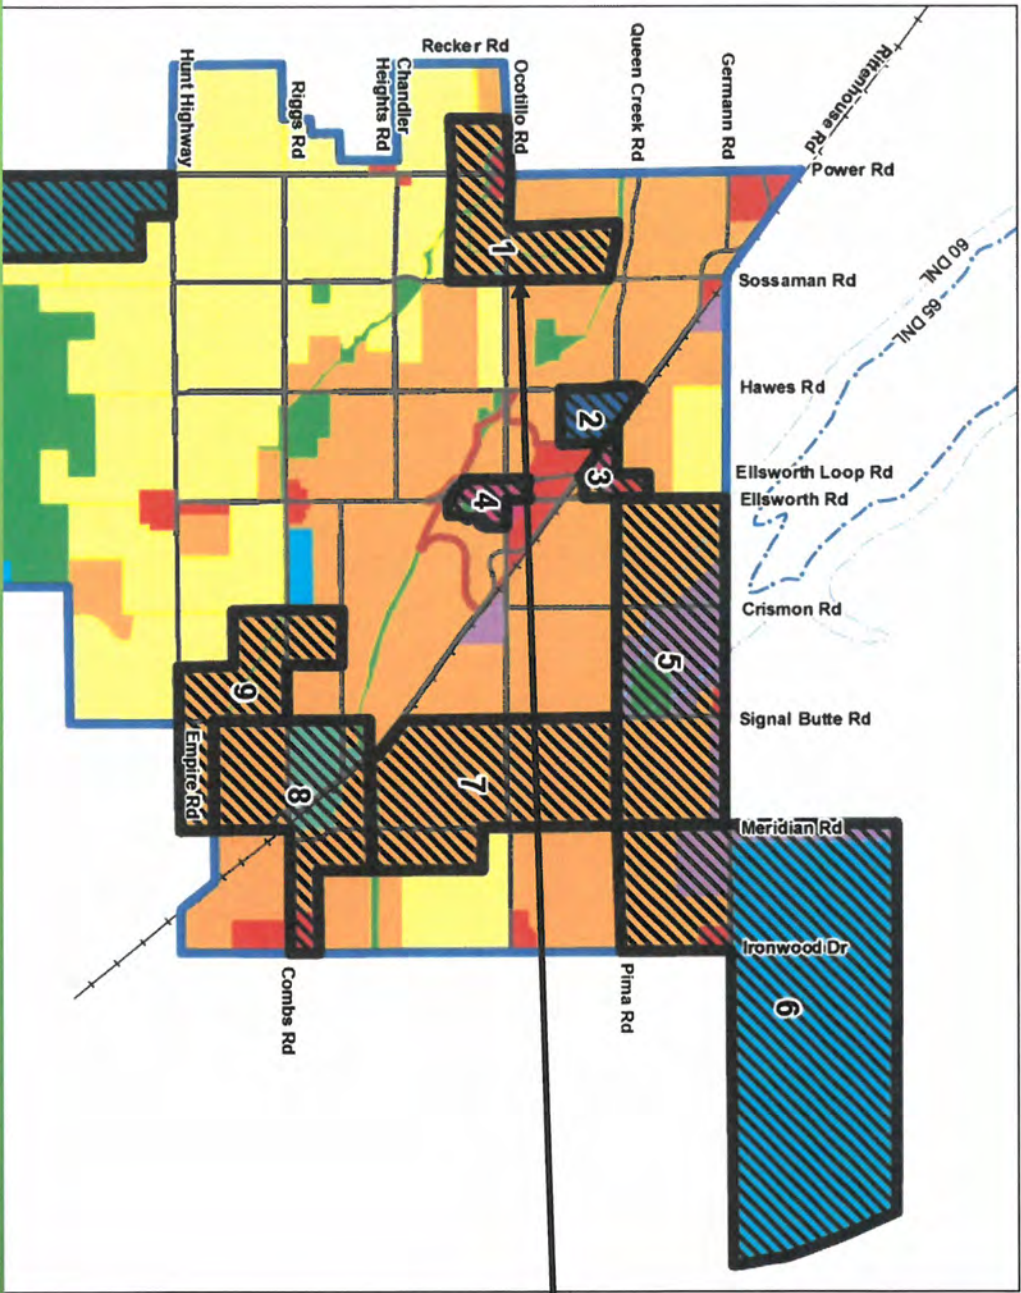 Rittenhouse Rd
Recker Rd
Ocotillo Rd
Queen Creek Rd
Germann Rd
Chandler
Heights Rd
Riggs Rd
Hunt Highway
Power Rd
60 DNL
65 DNL
1
Sossaman Rd
Hawes Rd
2
3
4
Ellsworth Loop Rd
Ellsworth Rd
Crismon Rd
5
9
Signal Butte Rd
Empire Rd
8
7
Meridian Rd
Ironwood Dr
6
Combs Rd
Pima Rd